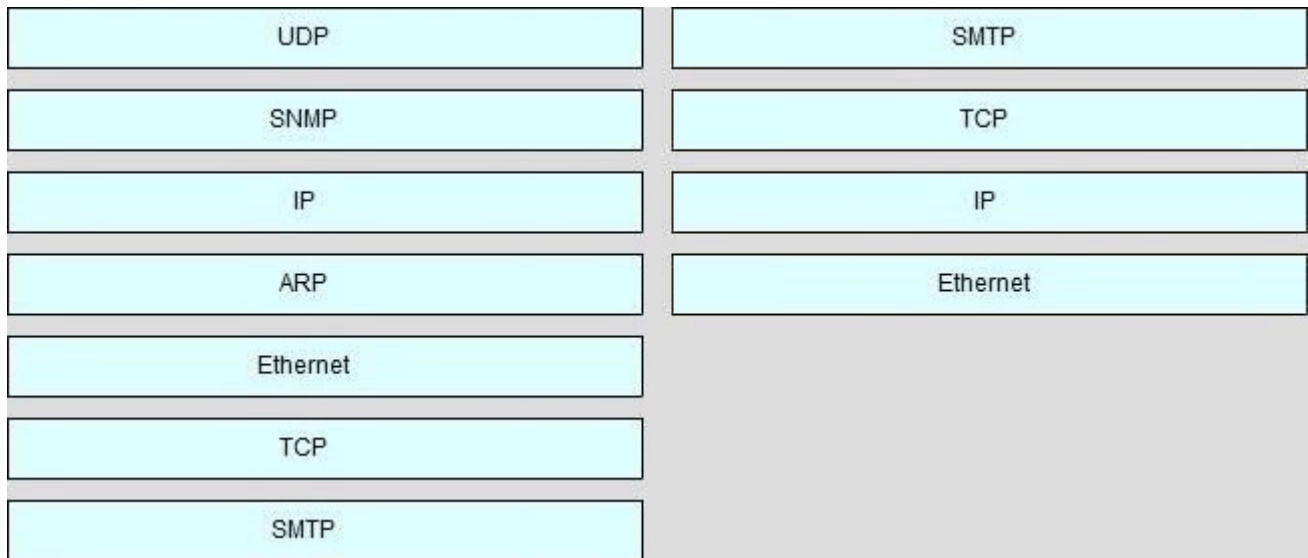 UDP
SNMP
IP
ARP
Ethernet
TCP
SMTP
SMTP
TCP
IP
Ethernet